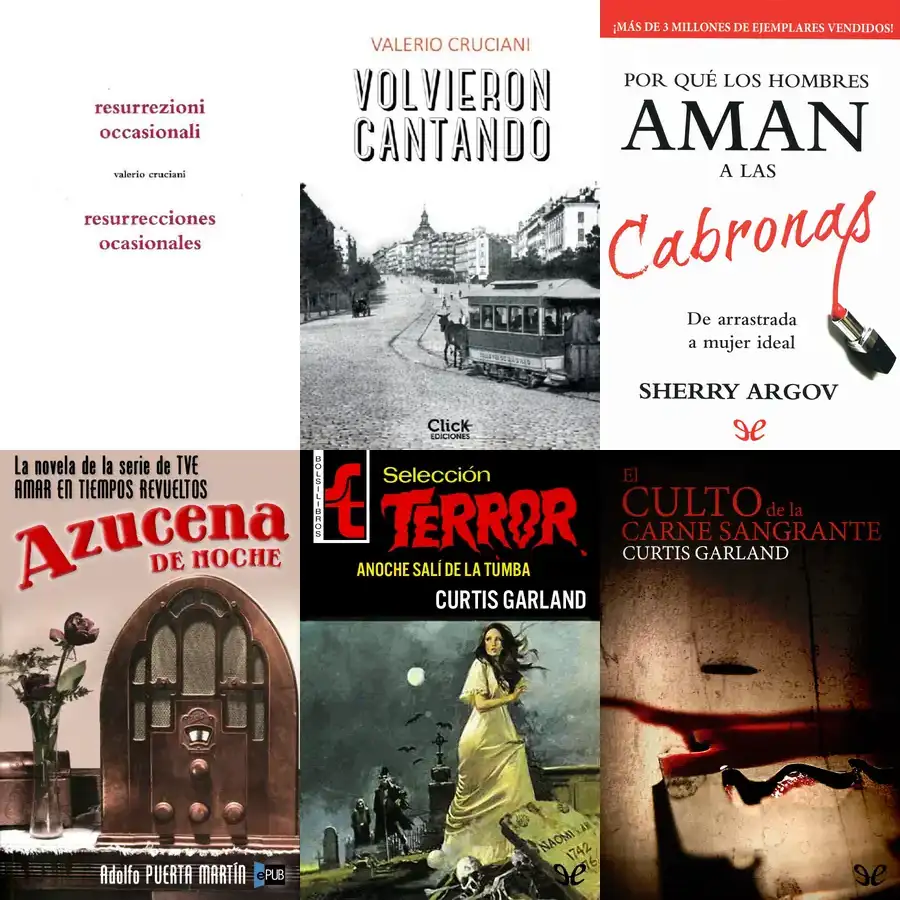 resurrezioni
occasionali
valerio cruciani
resurrecciones
ocasionales
VALERIO CRUCIANI
VOLVIERON
CANTANDO
Click
EDICIONES
¡MÁS DE 3 MILLONES DE EJEMPLARES VENDIDOS!
POR QUÉ LOS HOMBRES
AMAN
A LAS
Cabronas
De arrastrada
a mujer ideal
SHERRY ARGOV
La novela de la serie de TVE
AMAR EN TIEMPOS REVUELTOS
Azucena
DE NOCHE
Adolfo PUERTA MARTÍN
ePUB
BOLSILIBROS
Selección
TERROR
ANOCHE SALÍ DE LA TUMBA
CURTIS GARLAND
NAOMI
1742
El
CULTO de la
CARNE SANGRANTE
CURTIS GARLAND